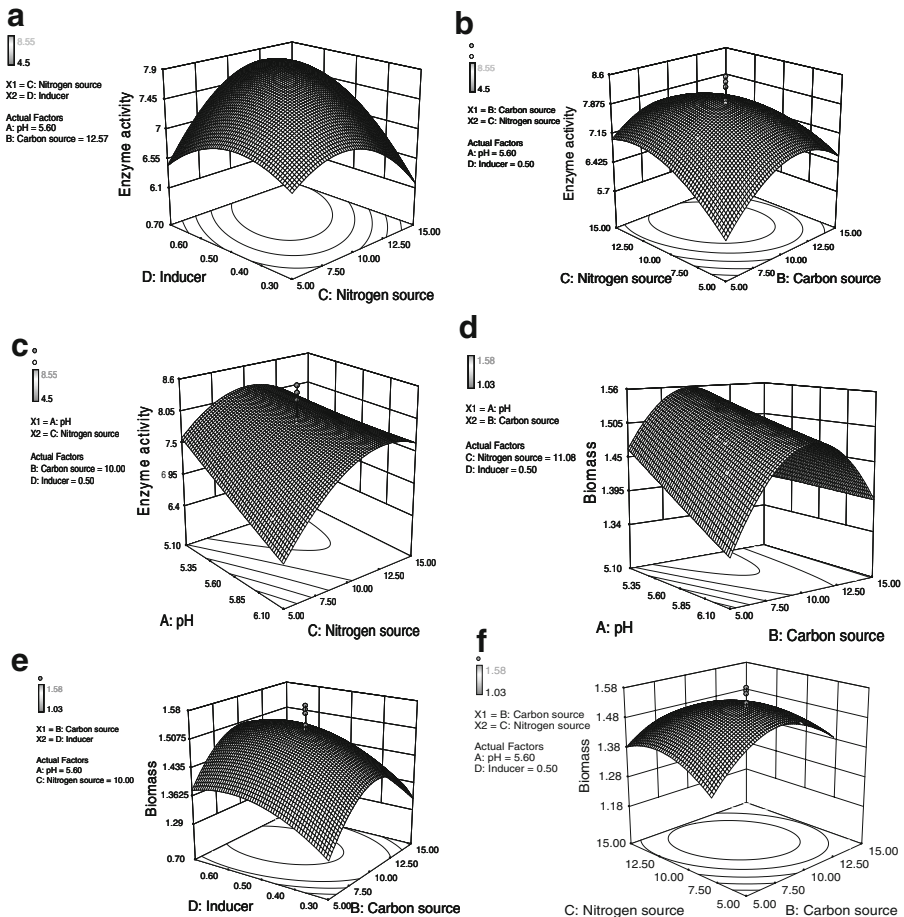 a
8.55
4.5
X1 = C: Nitrogen source
X2 = D: Inducer
Actual Factors
A: pH = 5.60
B: Carbon source = 12.57
Enzyme activity
7.9
7.45
7
6.55
6.1
0.70
0.60
0.50
0.40
0.30
D: Inducer
5.00
7.50
10.00
12.50
15.00
C: Nitrogen source
b
8.55
4.5
X1 = B: Carbon source
X2 = C: Nitrogen source
Actual Factors
A: pH = 5.60
D: Inducer = 0.50
Enzyme activity
8.6
7.875
7.15
6.425
5.7
15.00
12.50
10.00
7.50
5.00
C: Nitrogen source
5.00
7.50
10.00
12.50
15.00
B: Carbon source
c
8.55
4.5
X1 = A: pH
X2 = C: Nitrogen source
Actual Factors
B: Carbon source = 10.00
D: Inducer = 0.50
Enzyme activity
8.6
8.05
7.5
6.95
6.4
5.10
5.35
5.60
5.85
6.10
A: pH
5.00
7.50
10.00
12.50
15.00
C: Nitrogen source
d
1.58
1.03
X1 = A: pH
X2 = B: Carbon source
Actual Factors
C: Nitrogen source = 11.08
D: Inducer = 0.50
Biomass
1.56
1.505
1.45
1.395
1.34
5.10
5.35
5.60
5.85
6.10
A: pH
5.00
7.50
10.00
12.50
15.00
B: Carbon source
e
1.58
1.03
X1 = B: Carbon source
X2 = D: Inducer
Actual Factors
A: pH = 5.60
C: Nitrogen source = 10.00
Biomass
1.58
1.5075
1.435
1.3625
1.29
0.70
0.60
0.50
0.40
0.30
D: Inducer
5.00
7.50
10.00
12.50
15.00
B: Carbon source
f
1.58
1.03
X1 = B: Carbon source
X2 = C: Nitrogen source
Actual Factors
A: pH = 5.60
D: Inducer = 0.50
Biomass
1.58
1.48
1.38
1.28
1.18
15.00
12.50
10.00
7.50
5.00
C: Nitrogen source
5.00
7.50
10.00
12.50
15.00
B: Carbon source